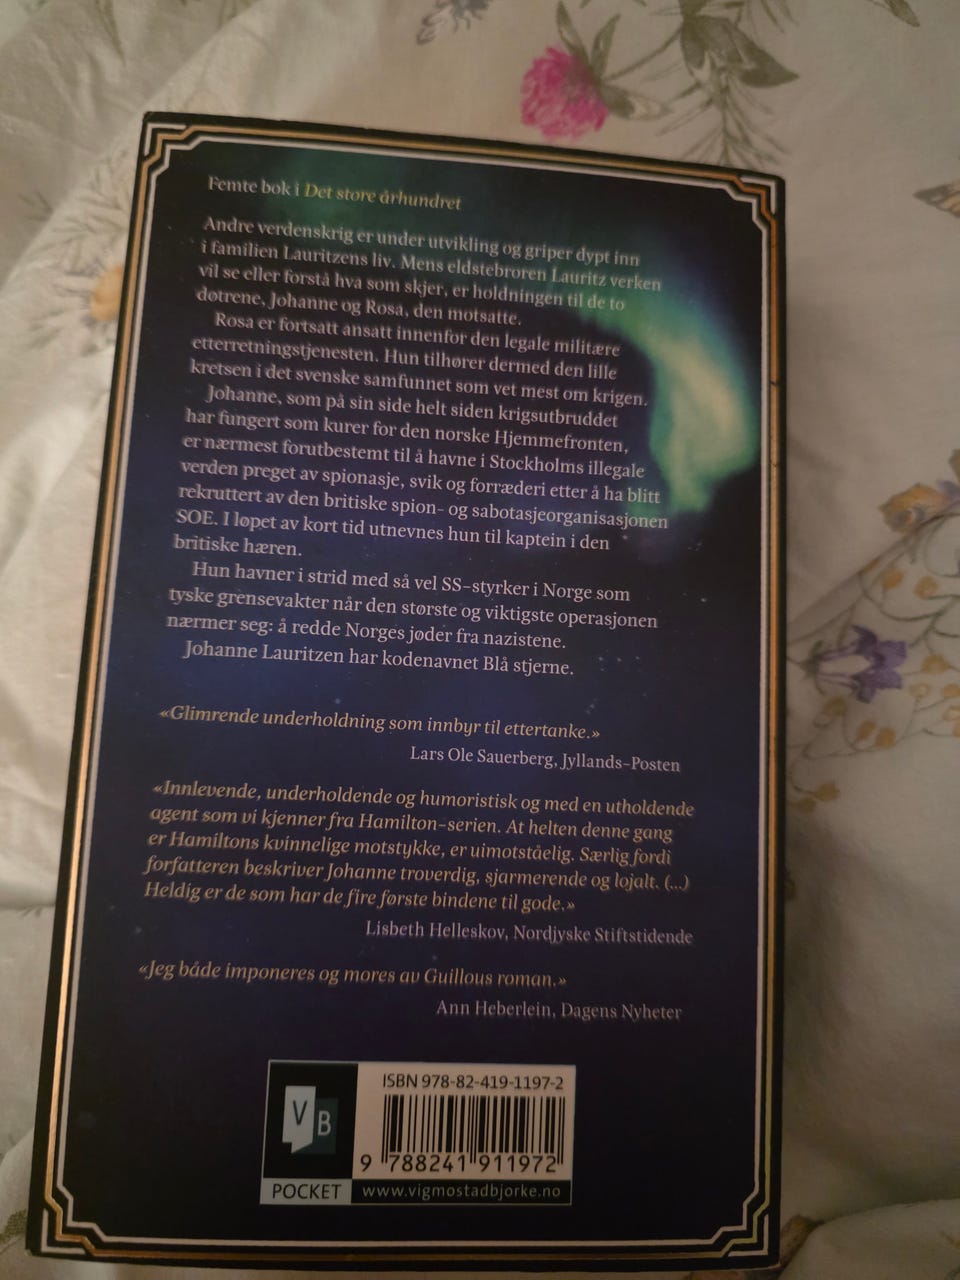 Femte bok i Det store århundret
Andre verdenskrig er under utvikling og griper dypt inn
i familien Lauritzens liv. Mens eldstebroren Lauritz verken
vil se eller forstå hva som skjer, er holdningen til de to
døtrene, Johanne og Rosa, den motsatte.
Rosa er fortsatt ansatt innenfor den legale militære
etterretningstjenesten. Hun tilhører dermed den lille
kretsen i det svenske samfunnet som vet mest om krigen.
Johanne, som på sin side helt siden krigsutbruddet
har fungert som kurer for den norske Hjemmefronten,
er nærmest forutbestemt til å havne i Stockholms illegale
verden preget av spionasje, svik og forræderi etter å ha blitt
rekruttert av den britiske spion- og sabotasjeorganisasjonen
SOE. I løpet av kort tid utnevnes hun til kaptein i den
britiske hæren.
Hun havner i strid med så vel SS-styrker i Norge som
tyske grensevakter når den største og viktigste operasjonen
nærmer seg: å redde Norges jøder fra nazistene.
Johanne Lauritzen har kodenavnet Blå stjerne.
«Glimrende underholdning som innbyr til ettertanke.»
Lars Ole Sauerberg, Jyllands-Posten
«Innlevende, underholdende og humoristisk og med en utholdende
agent som vi kjenner fra Hamilton-serien. At helten denne gang
er Hamiltons kvinnelige motstykke, er uimotståelig. Særlig fordi
forfatteren beskriver Johanne troverdig, sjarmerende og lojalt. (...)
Heldig er de som har de fire første bindene til gode.»
Lisbeth Helleskov, Nordjyske Stiftstidende
«Jeg både imponeres og mores av Guillous roman.»
Ann Heberlein, Dagens Nyheter
ISBN 978-82-419-1197-2
VB
9 788241 911972
POCKET www.vigmostadbjorke.no